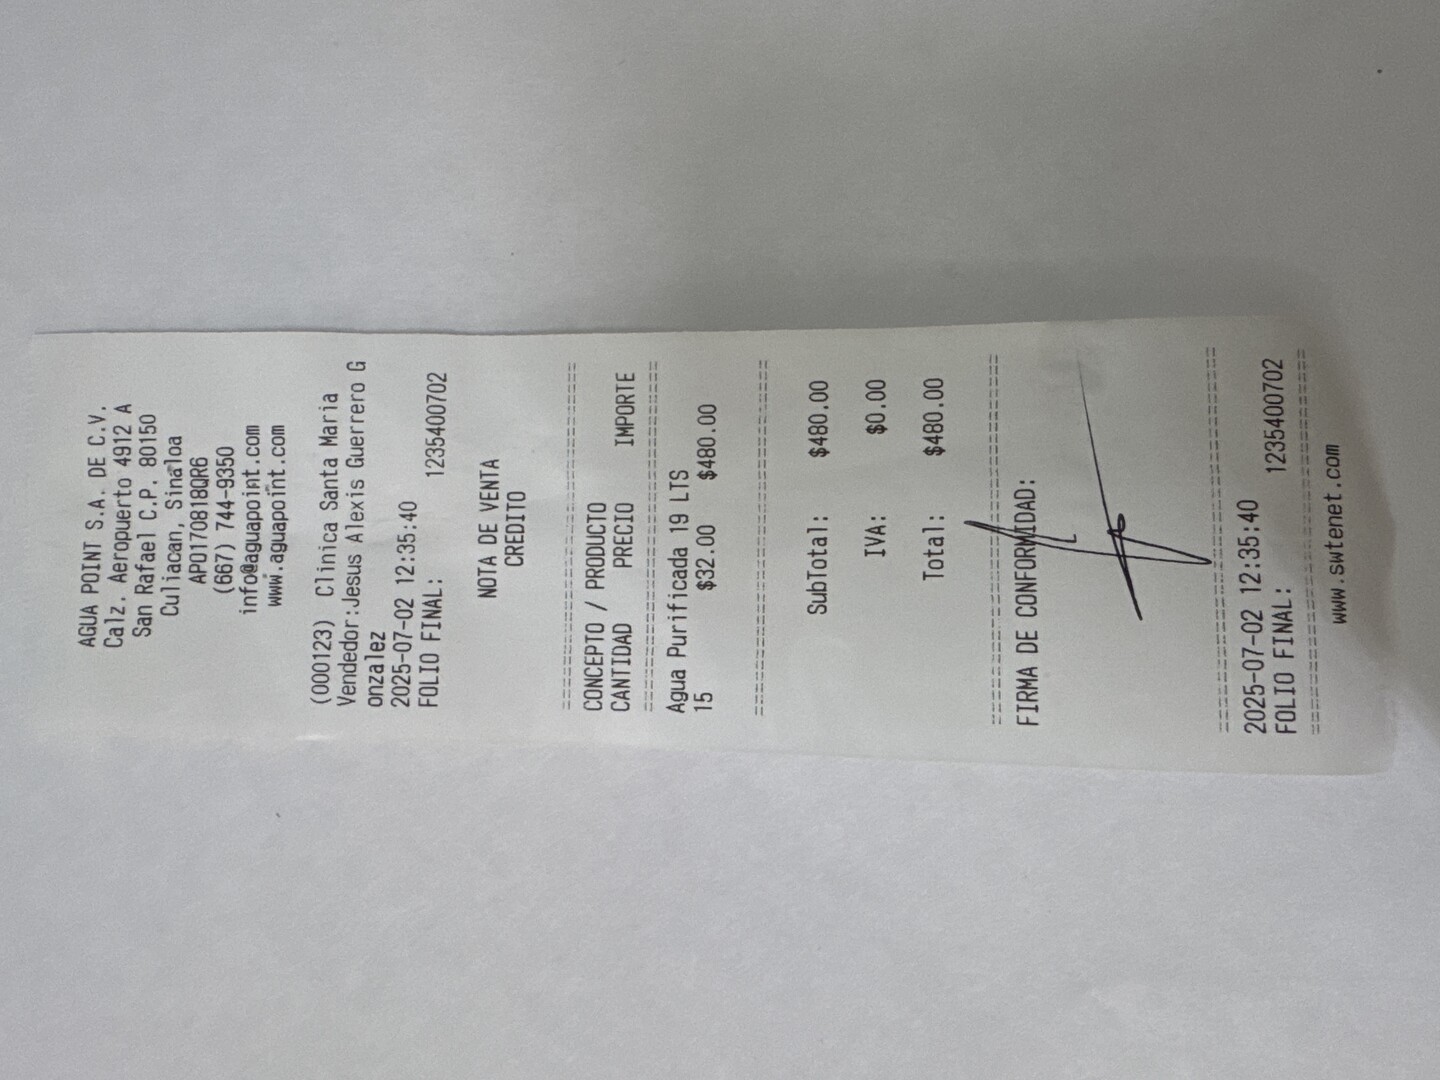 AGUA POINT S.A. DE C.V.
Calz. Aeropuerto 4912 A
San Rafael C.P. 80150
Culiacan, Sinaloa
APO170818QR6
(667) 744-9350
info@aguapoint.com
www.aguapoint.com
(000123) Clinica Santa Maria
Vendedor:Jesus Alexis Guerrero G
onzalez
2025-07-02 12:35:40
FOLIO FINAL: 1235400702
NOTA DE VENTA
CREDITO
================================
CONCEPTO / PRODUCTO
CANTIDAD PRECIO IMPORTE
================================
Agua Purificada 19 LTS
15 $32.00 $480.00
================================
SubTotal: $480.00
IVA: $0.00
Total: $480.00
================================
FIRMA DE CONFORMIDAD:
================================
2025-07-02 12:35:40
FOLIO FINAL: 1235400702
================================
www.swtenet.com